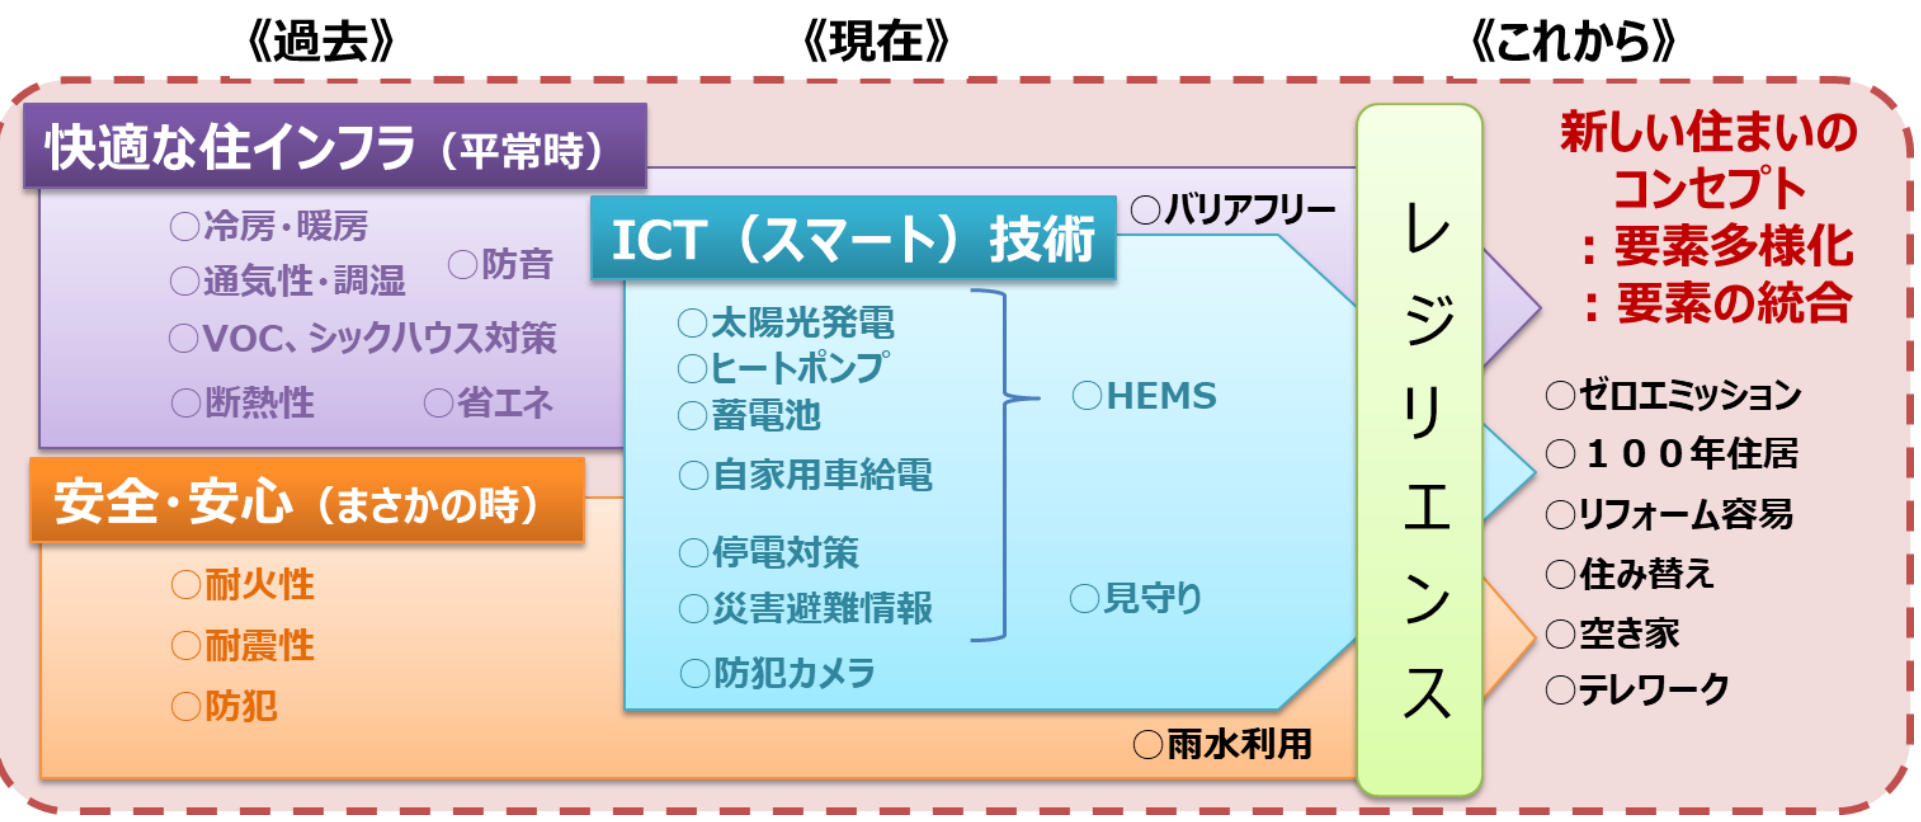 《過去》
《現在》
《これから》
快適な住インフラ（平常時）
○冷房・暖房
○防音
○通気性・調湿
○VOC、シックハウス対策
○断熱性
○省エネ
安全・安心（まさかの時）
○耐火性
○耐震性
○防犯
ICT（スマート）技術
○太陽光発電
○ヒートポンプ
○蓄電池
○自家用車給電
○停電対策
○災害避難情報
○防犯カメラ
○HEMS
○見守り
○バリアフリー
○雨水利用
レジリエンス
新しい住まいの
コンセプト
：要素多様化
：要素の統合
○ゼロエミッション
○１００年住居
○リフォーム容易
○住み替え
○空き家
○テレワーク